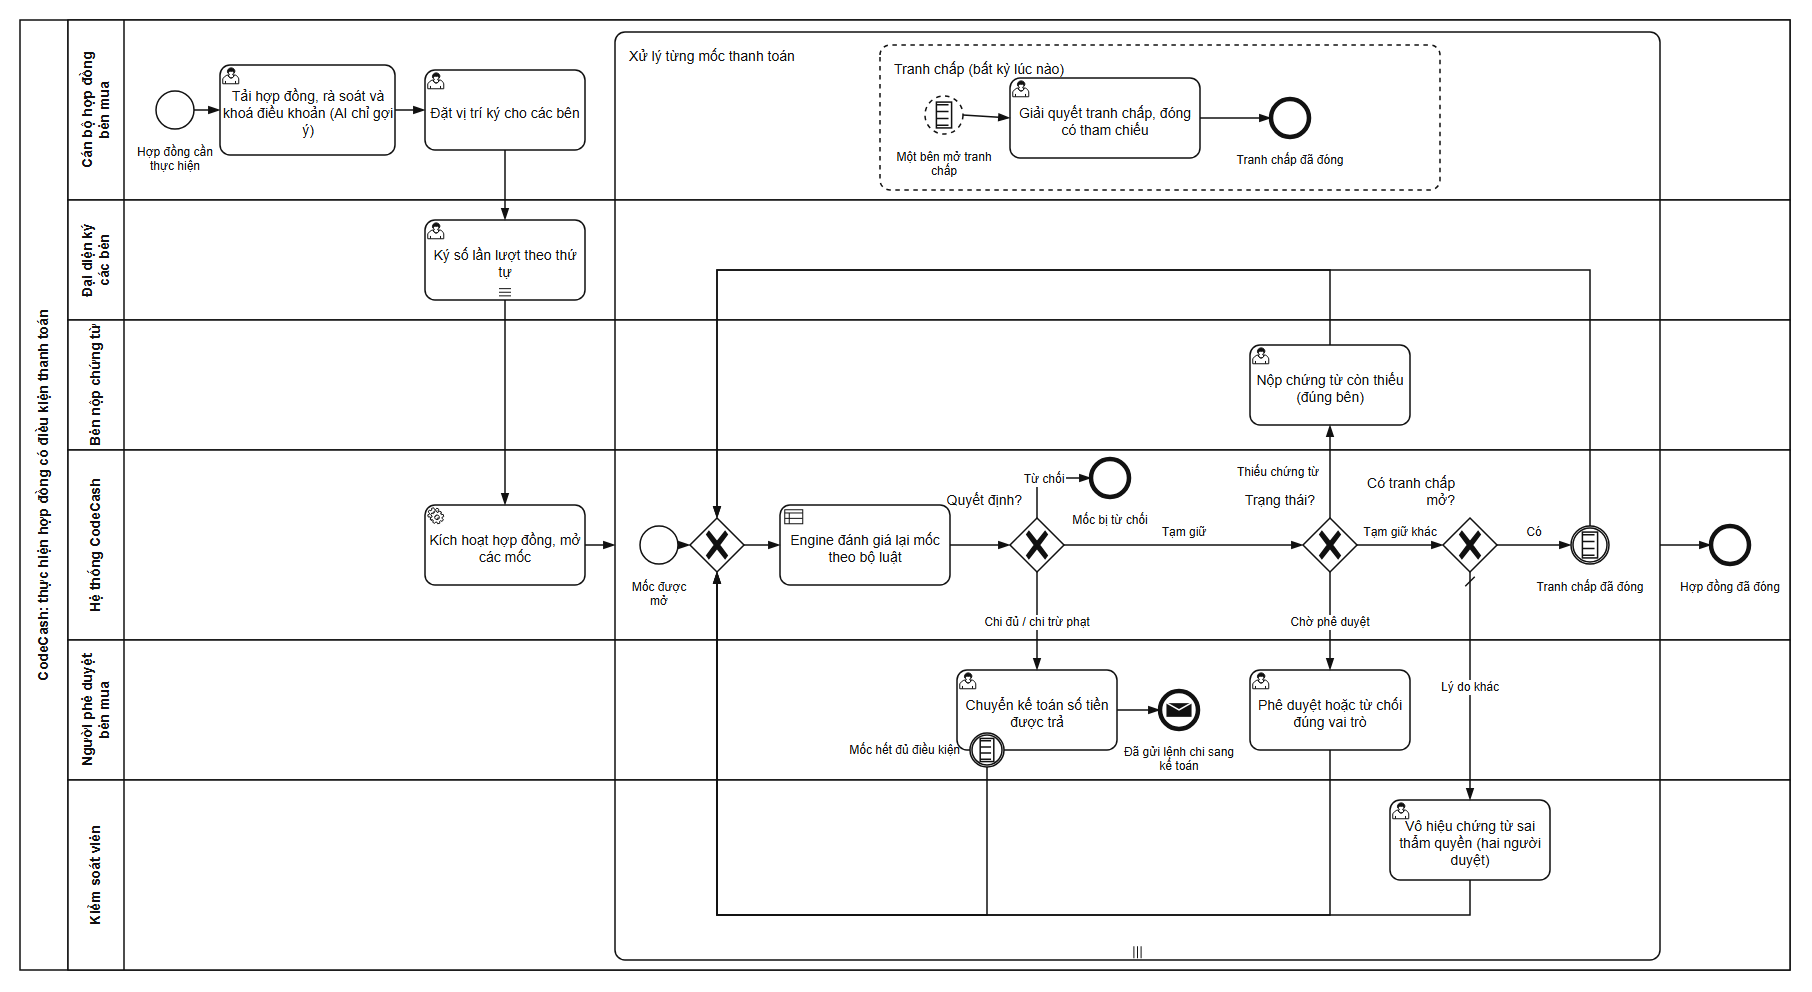 CodeCash: thực hiện hợp đồng có điều kiện thanh toán
Cán bộ hợp đồng
bên mua
Hợp đồng cần
thực hiện
Tải hợp đồng, rà soát và
khoá điều khoản (AI chỉ gợi
ý)
Đặt vị trí ký cho các bên
Xử lý từng mốc thanh toán
Tranh chấp (bất kỳ lúc nào)
Một bên mở tranh
chấp
Giải quyết tranh chấp, đóng
có tham chiếu
Tranh chấp đã đóng
Đại diện ký
các bên
Ký số lần lượt theo thứ
tự
Bên nộp chứng từ
Nộp chứng từ còn thiếu
(đúng bên)
Hệ thống CodeCash
Kích hoạt hợp đồng, mở
các mốc
Mốc được
mở
Engine đánh giá lại mốc
theo bộ luật
Quyết định?
Từ chối
Mốc bị từ chối
Tạm giữ
Chi đủ / chi trừ phạt
Thiếu chứng từ
Trạng thái?
Chờ phê duyệt
Tạm giữ khác
Có tranh chấp
mở?
Có
Tranh chấp đã đóng
Lý do khác
Hợp đồng đã đóng
Người phê duyệt
bên mua
Chuyển kế toán số tiền
được trả
Mốc hết đủ điều kiện
Đã gửi lệnh chi sang
kế toán
Phê duyệt hoặc từ chối
đúng vai trò
Kiểm soát viên
Vô hiệu chứng từ sai
thẩm quyền (hai người
duyệt)